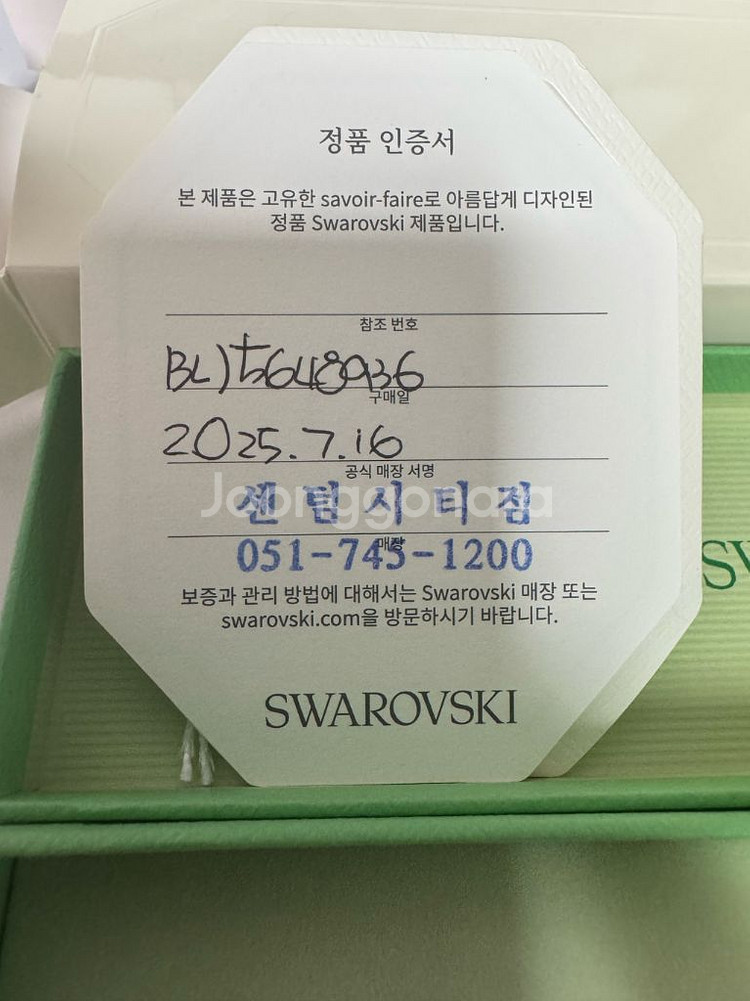 정품 인증서
본 제품은 고유한 savoir-faire로 아름답게 디자인된
정품 Swarovski 제품입니다.
참조 번호
BL) 5648936
구매일
2025.7.16
공식 매장 서명
센텀시티점
Joonggonara
매장
051-745-1200
보증과 관리 방법에 대해서는 Swarovski 매장 또는
swarovski.com을 방문하시기 바랍니다.
SWAROVSKI
SW